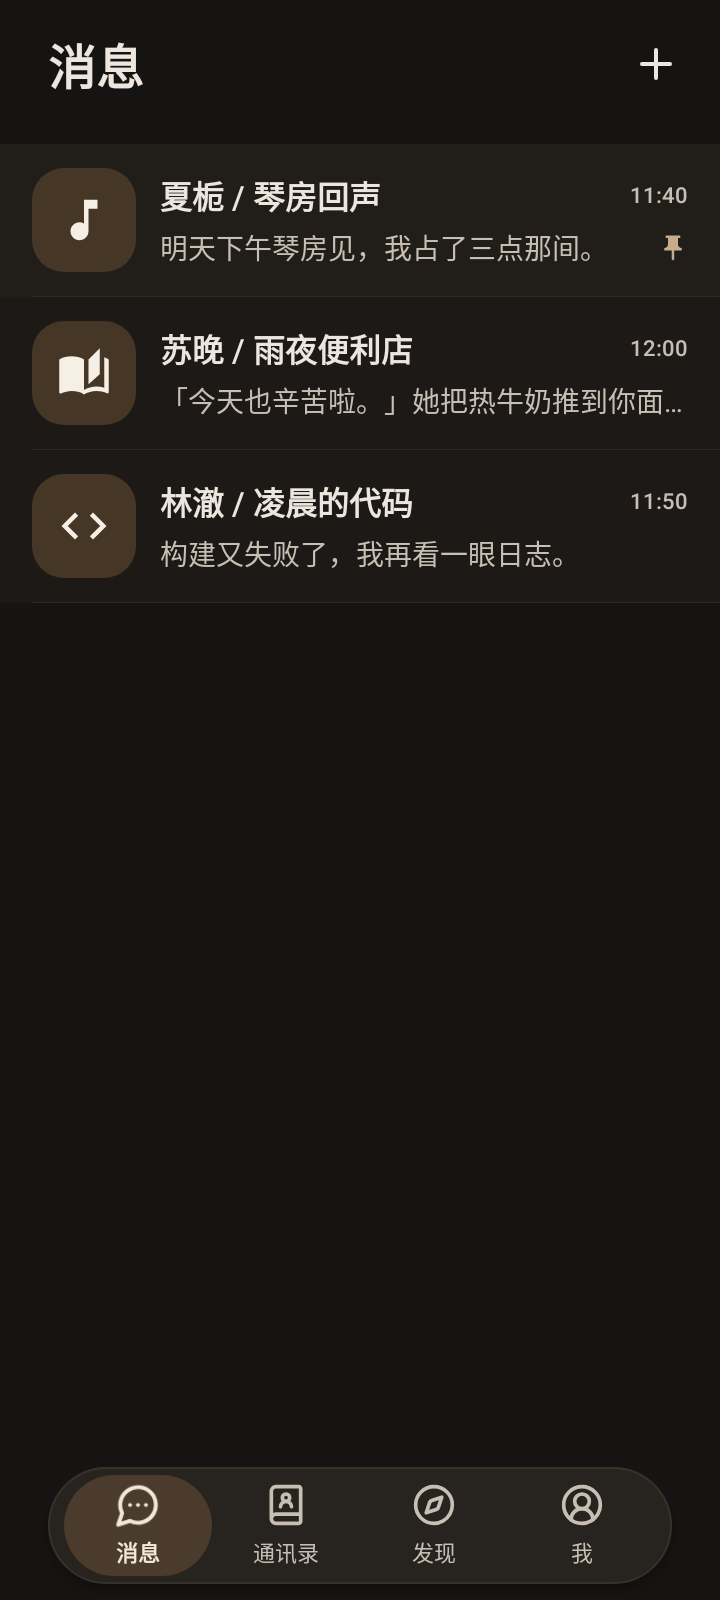 消息
夏栀 / 琴房回声
11:40
明天下午琴房见，我占了三点那间。
苏晚 / 雨夜便利店
12:00
「今天也辛苦啦。」她把热牛奶推到你面…
林澈 / 凌晨的代码
11:50
构建又失败了，我再看一眼日志。
消息
通讯录
发现
我